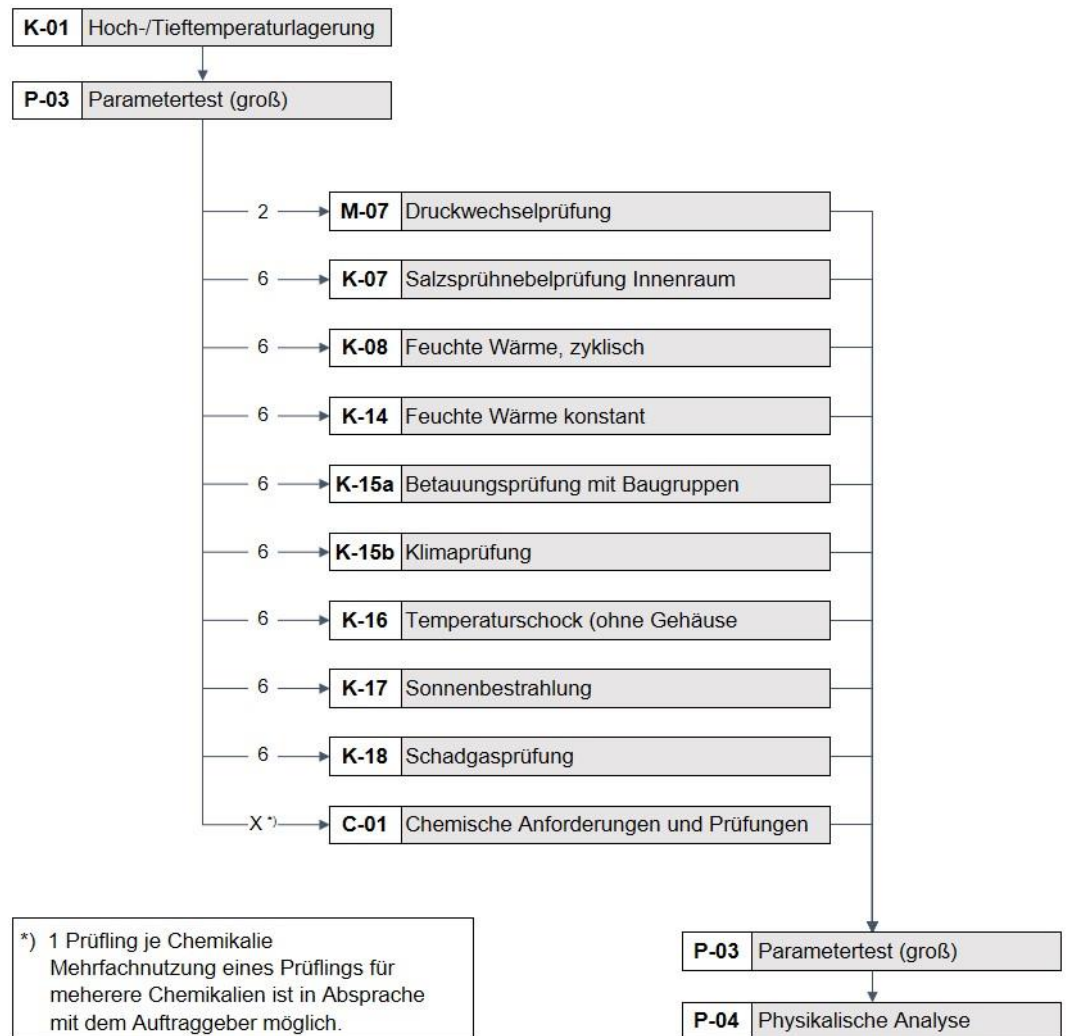 K-01 Hoch-/Tieftemperaturlagerung
P-03 Parametertest (groß)
2 M-07 Druckwechselprüfung
6 K-07 Salzsprühnebelprüfung Innenraum
6 K-08 Feuchte Wärme, zyklisch
6 K-14 Feuchte Wärme konstant
6 K-15a Betauungsprüfung mit Baugruppen
6 K-15b Klimaprüfung
6 K-16 Temperaturschock (ohne Gehäuse
6 K-17 Sonnenbestrahlung
6 K-18 Schadgasprüfung
X *) C-01 Chemische Anforderungen und Prüfungen
*) 1 Prüfling je Chemikalie
Mehrfachnutzung eines Prüflings für
meherere Chemikalien ist in Absprache
mit dem Auftraggeber möglich.
P-03 Parametertest (groß)
P-04 Physikalische Analyse